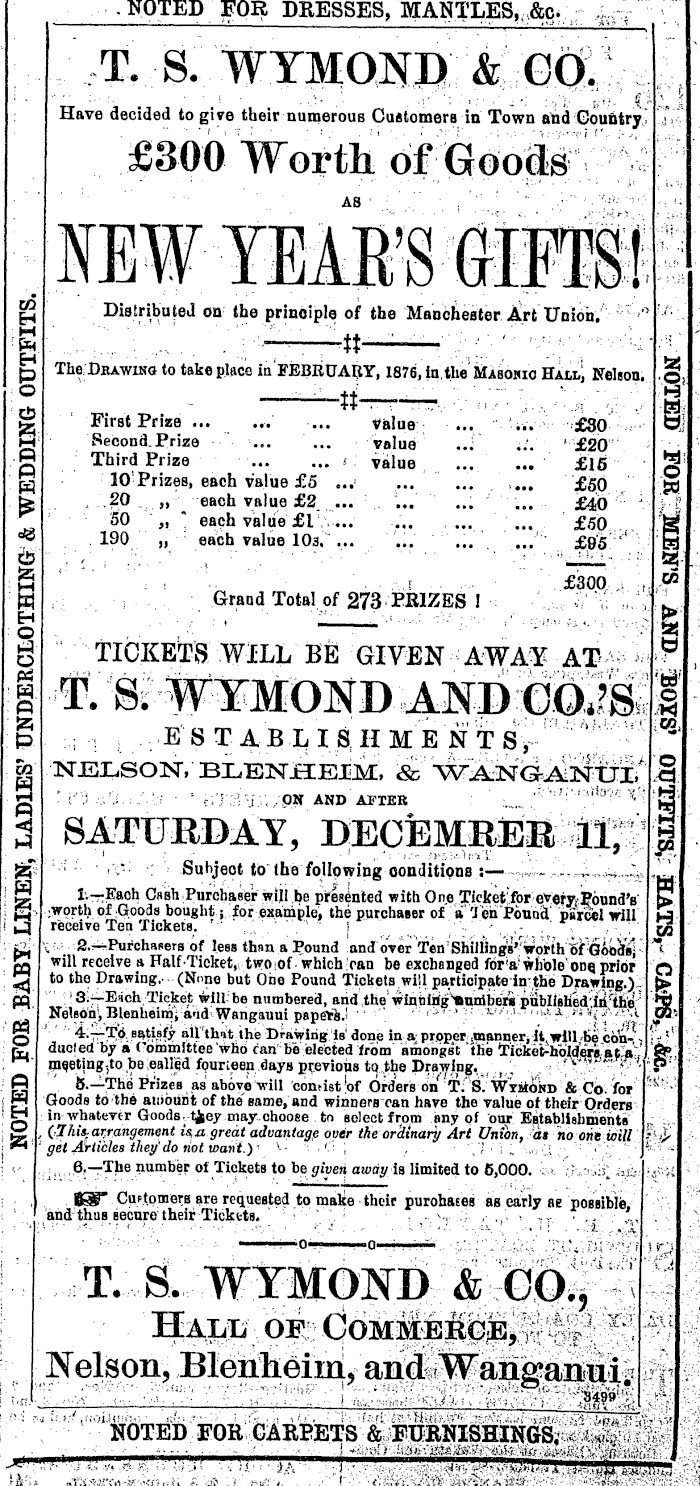 NOTED FOR DRESSES, MANTLES, &c.
T. S. WYMOND & CO.
Have decided to give their numerous Customers in Town and Country
£300 Worth of Goods
AS
NEW YEAR'S GIFTS!
Distributed on the principle of the Manchester Art Union.
The DRAWING to take place in FEBRUARY, 1876, in the MASONIC HALL, Nelson.
First Prize ... ... ... value ... ... £30
Second Prize ... ... value ... ... £20
Third Prize ... ... value ... ... £15
10 Prizes, each value £5 ... ... ... ... £50
20 „ each value £2 ... ... ... ... £40
50 „ each value £1 ... ... ... ... £50
190 „ each value 10s. ... ... ... ... £95
£300
Grand Total of 273 PRIZES !
TICKETS WILL BE GIVEN AWAY AT
T. S. WYMOND AND CO.'S
ESTABLISHMENTS,
NELSON, BLENHEIM, & WANGANUI,
ON AND AFTER
SATURDAY, DECEMBER 11,
Subject to the following conditions :—
1.—Each Cash Purchaser will be presented with One Ticket for every Pound's
worth of Goods bought ; for example, the purchaser of a Ten Pound parcel will
receive Ten Tickets.
2.—Purchasers of less than a Pound and over Ten Shillings' worth of Goods,
will receive a Half-Ticket, two of which can be exchanged for a whole one prior
to the Drawing. (None but One Pound Tickets will participate in the Drawing.)
3.—Each Ticket will be numbered, and the winning numbers published in the
Nelson, Blenheim, and Wanganui papers.
4.—To satisfy all that the Drawing is done in a proper manner, it will be con-
ducted by a Committee who can be elected from amongst the Ticket-holders at a
meeting to be called fourteen days previous to the Drawing.
5.—The Prizes as above will consist of Orders on T. S. WYMOND & Co. for
Goods to the amount of the same, and winners can have the value of their Orders
in whatever Goods they may choose to select from any of our Establishments
(This arrangement is a great advantage over the ordinary Art Union, as no one will
get Articles they do not want.)
6.—The number of Tickets to be given away is limited to 5,000.
☞ Customers are requested to make their purchases as early as possible,
and thus secure their Tickets.
T. S. WYMOND & CO.,
HALL OF COMMERCE,
Nelson, Blenheim, and Wanganui.
3499
NOTED FOR CARPETS & FURNISHINGS.
NOTED FOR BABY LINEN, LADIES' UNDERCLOTHING & WEDDING OUTFITS.
NOTED FOR MEN'S AND BOYS' OUTFITS, HATS, CAPS, &c.